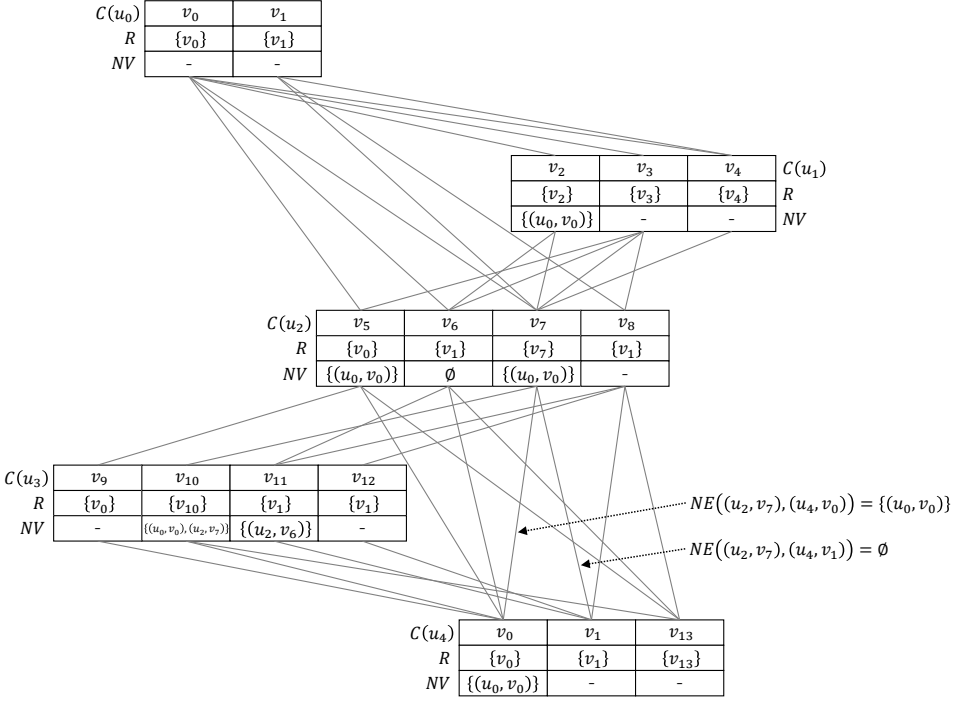 C(u₀) v₀ v₁
R {v₀} {v₁}
NV - -
v₂ v₃ v₄ C(u₁)
{v₂} {v₃} {v₄} R
{(u₀, v₀)} - - NV
C(u₂) v₅ v₆ v₇ v₈
R {v₀} {v₁} {v₇} {v₁}
NV {(u₀, v₀)} ∅ {(u₀, v₀)} -
C(u₃) v₉ v₁₀ v₁₁ v₁₂
R {v₀} {v₁₀} {v₁} {v₁}
NV - {(u₀, v₀), (u₂, v₇)} {(u₂, v₆)} -
NE((u₂, v₇), (u₄, v₀)) = {(u₀, v₀)}
NE((u₂, v₇), (u₄, v₁)) = ∅
C(u₄) v₀ v₁ v₁₃
R {v₀} {v₁} {v₁₃}
NV {(u₀, v₀)} - -